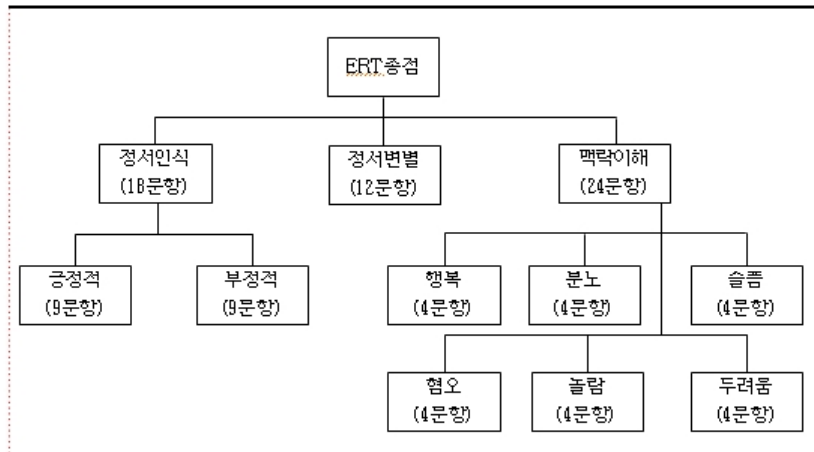 ERT종점
정서인식
(18문항)
정서변별
(12문항)
맥락이해
(24문항)
긍정적
(9문항)
부정적
(9문항)
행복
(4문항)
분노
(4문항)
슬픔
(4문항)
혐오
(4문항)
놀람
(4문항)
두려움
(4문항)